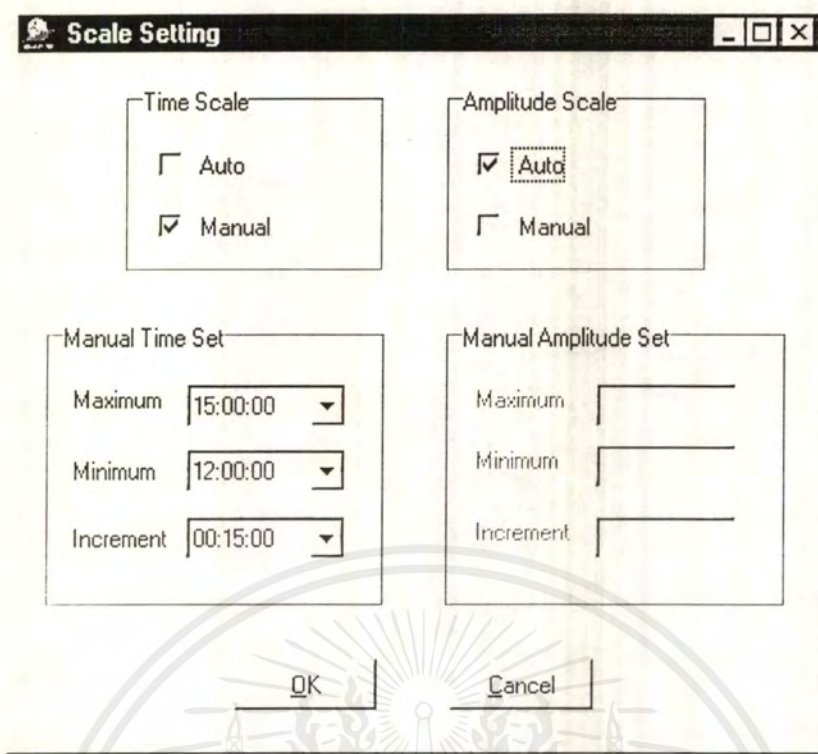 Scale Setting
Time Scale
Auto
Manual
Amplitude Scale
Auto
Manual
Manual Time Set
Maximum 15:00:00
Minimum 12:00:00
Increment 00:15:00
Manual Amplitude Set
Maximum
Minimum
Increment
OK
Cancel